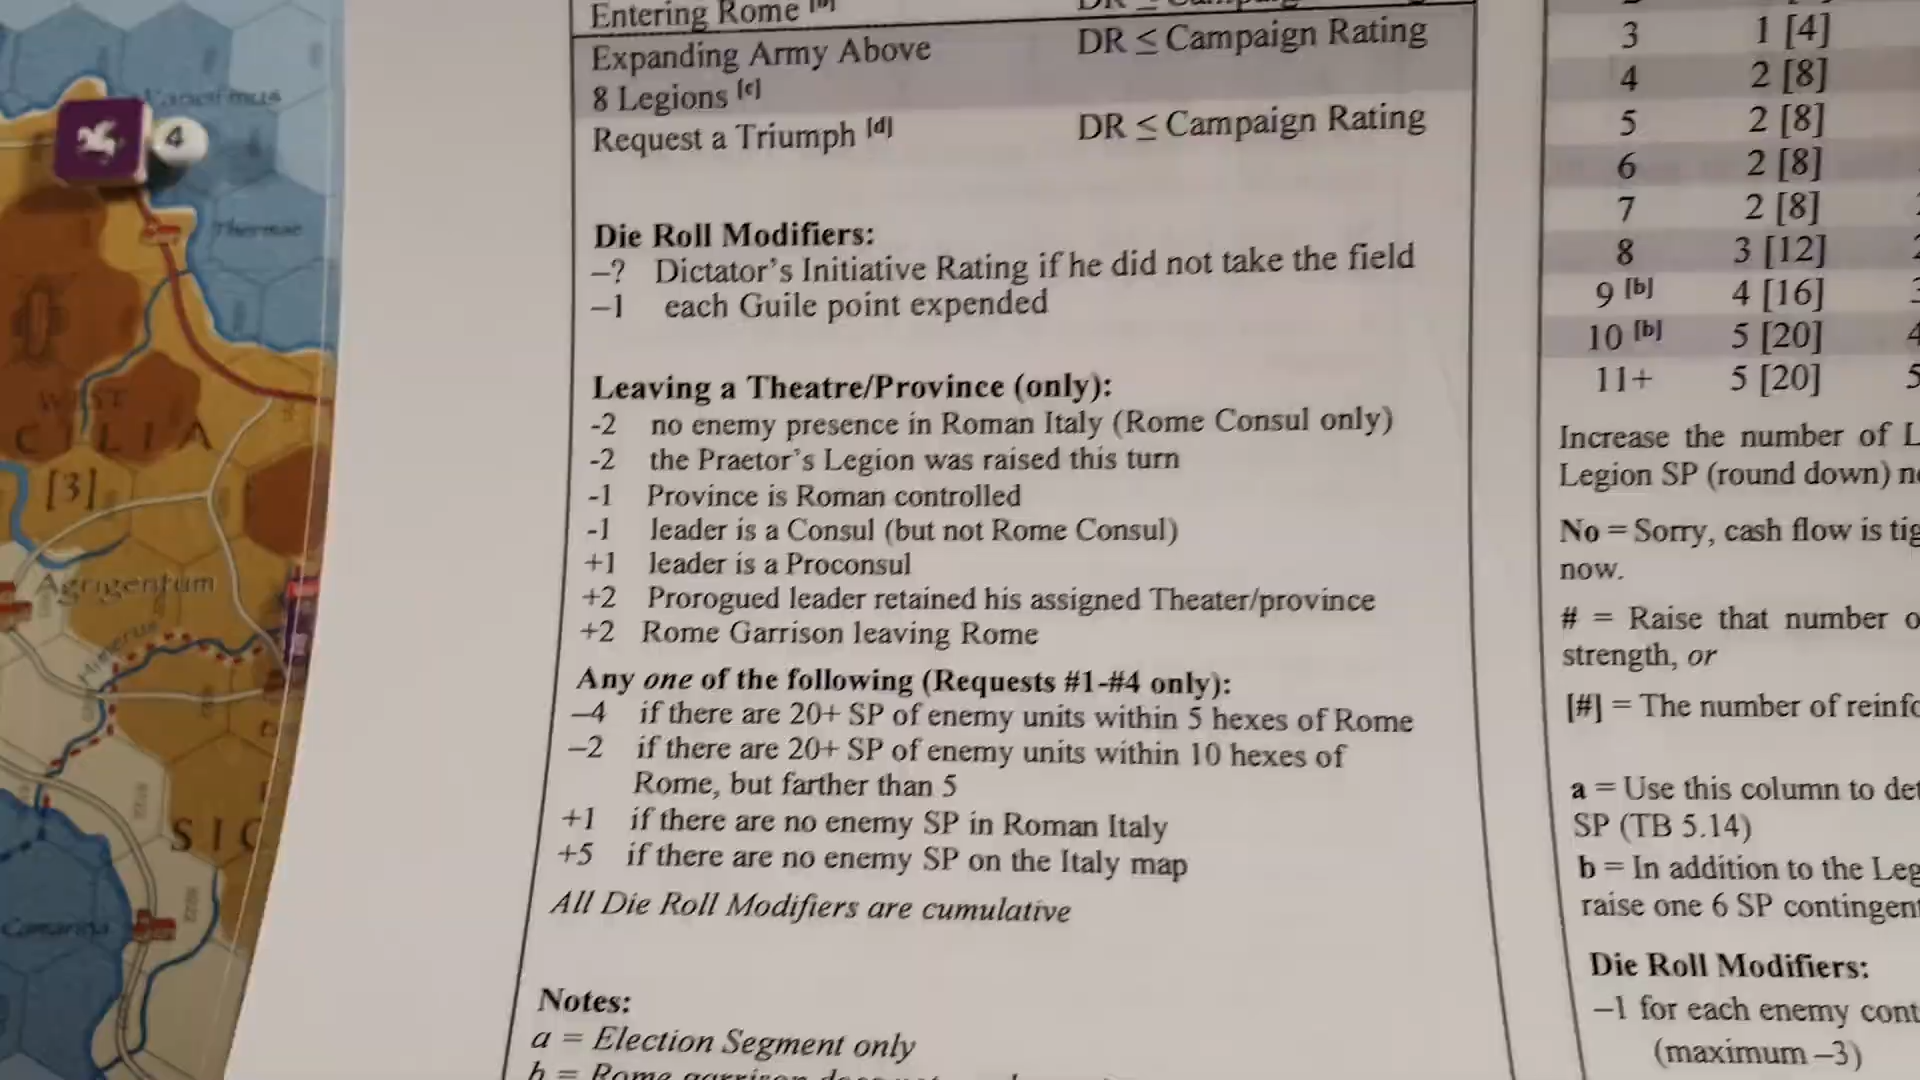 Entering Rome [b]
Expanding Army Above DR ≤ Campaign Rating
8 Legions [c]
Request a Triumph [d] DR ≤ Campaign Rating
Die Roll Modifiers:
–? Dictator's Initiative Rating if he did not take the field
–1 each Guile point expended
Leaving a Theatre/Province (only):
-2 no enemy presence in Roman Italy (Rome Consul only)
-2 the Praetor's Legion was raised this turn
-1 Province is Roman controlled
-1 leader is a Consul (but not Rome Consul)
+1 leader is a Proconsul
+2 Prorogued leader retained his assigned Theater/province
+2 Rome Garrison leaving Rome
Any one of the following (Requests #1-#4 only):
–4 if there are 20+ SP of enemy units within 5 hexes of Rome
–2 if there are 20+ SP of enemy units within 10 hexes of
Rome, but farther than 5
+1 if there are no enemy SP in Roman Italy
+5 if there are no enemy SP on the Italy map
All Die Roll Modifiers are cumulative
Notes:
a = Election Segment only
3 1 [4]
4 2 [8]
5 2 [8]
6 2 [8]
7 2 [8]
8 3 [12]
9 [b] 4 [16]
10 [b] 5 [20]
11+ 5 [20]
Increase the number of L
Legion SP (round down) ne
No = Sorry, cash flow is tig
now.
# = Raise that number o
strength, or
[#] = The number of reinfo
a = Use this column to det
SP (TB 5.14)
b = In addition to the Leg
raise one 6 SP contingent
Die Roll Modifiers:
–1 for each enemy cont
(maximum –3)
4
Thermae
[3]
Agrigentum
Camarina